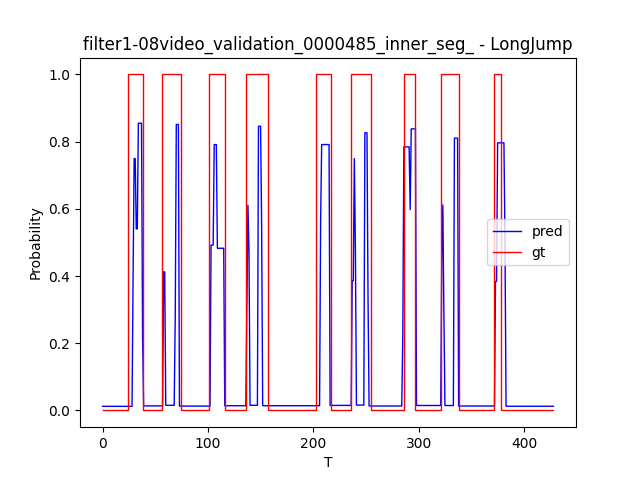 filter1-08video_validation_0000485_inner_seg_ - LongJump
1.0
0.8
0.6
0.4
0.2
0.0
Probability
pred
gt
0 100 200 300 400
T